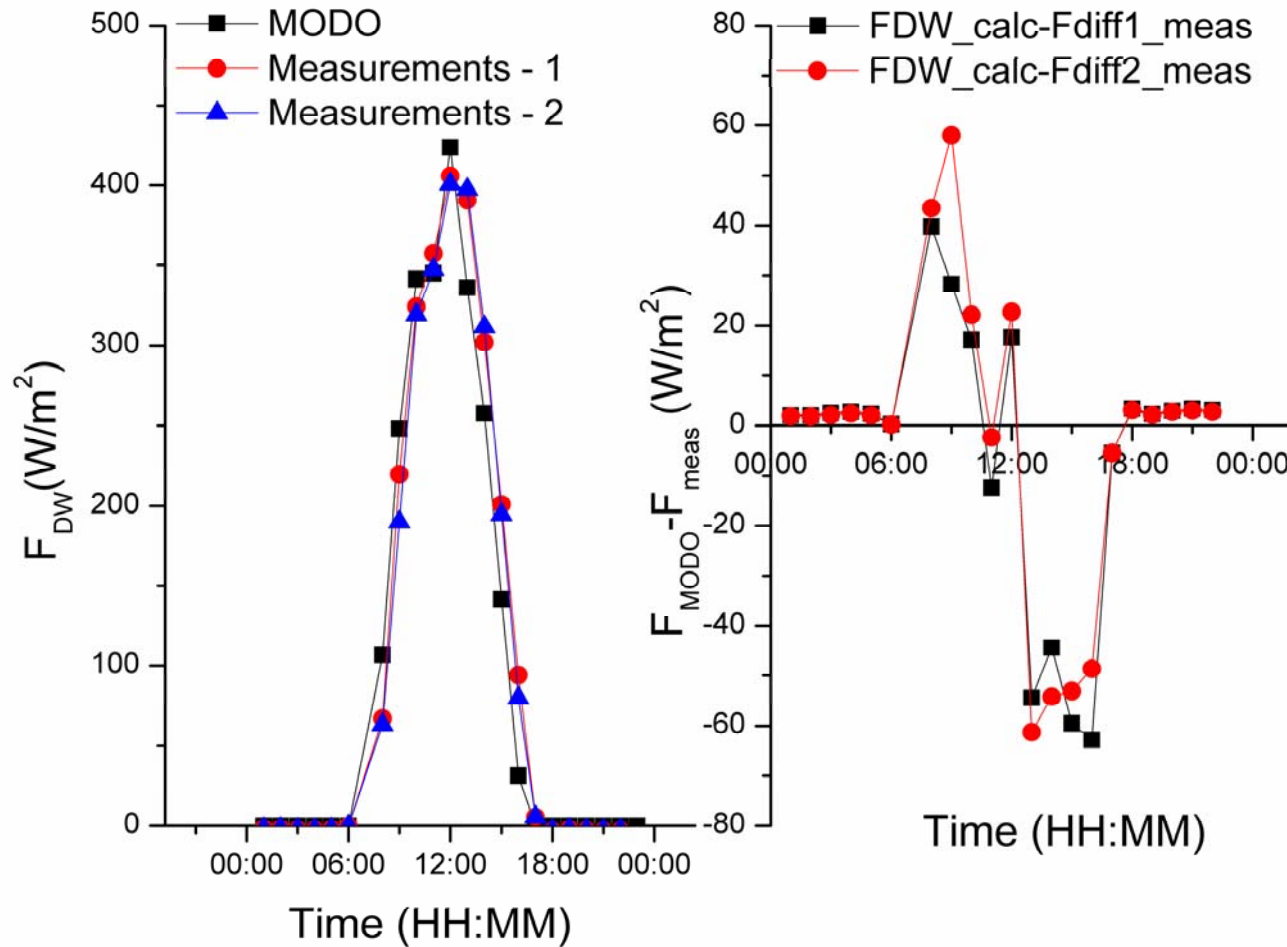 MODO
Measurements - 1
Measurements - 2
500
400
300
200
100
0
F_DW(W/m²)
00:00 06:00 12:00 18:00 00:00
Time (HH:MM)
FDW_calc-Fdiff1_meas
FDW_calc-Fdiff2_meas
80
60
40
20
0
-20
-40
-60
-80
F_MODO-F_meas (W/m²)
00:00 06:00 12:00 18:00 00:00
Time (HH:MM)